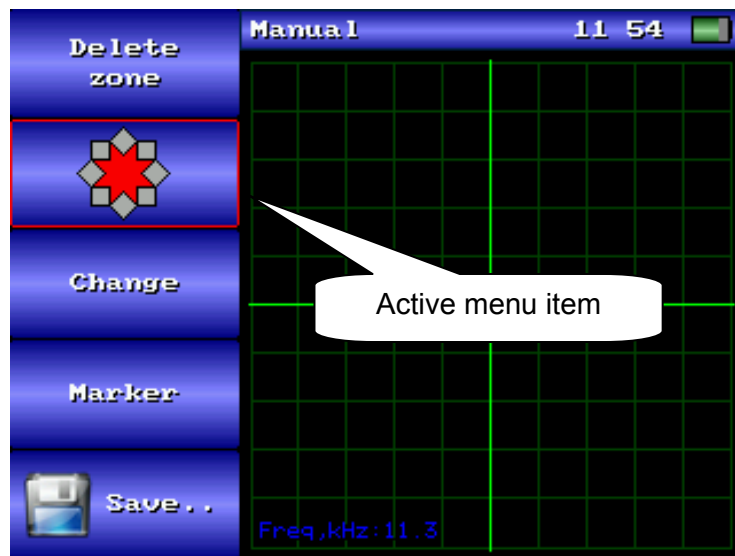 Delete
zone
Change
Marker
Save..
Manual 11 54
Active menu item
Freq,kHz:11.3